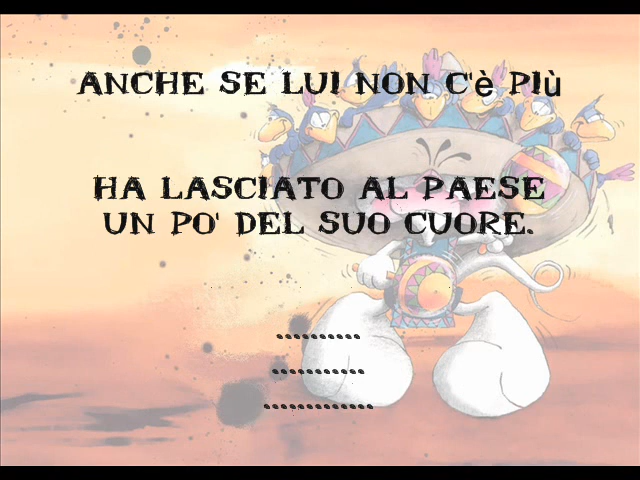 ANCHE SE LUI NON C'è PIù
HA LASCIATO AL PAESE
UN PO' DEL SUO CUORE.
..........
...........
.............